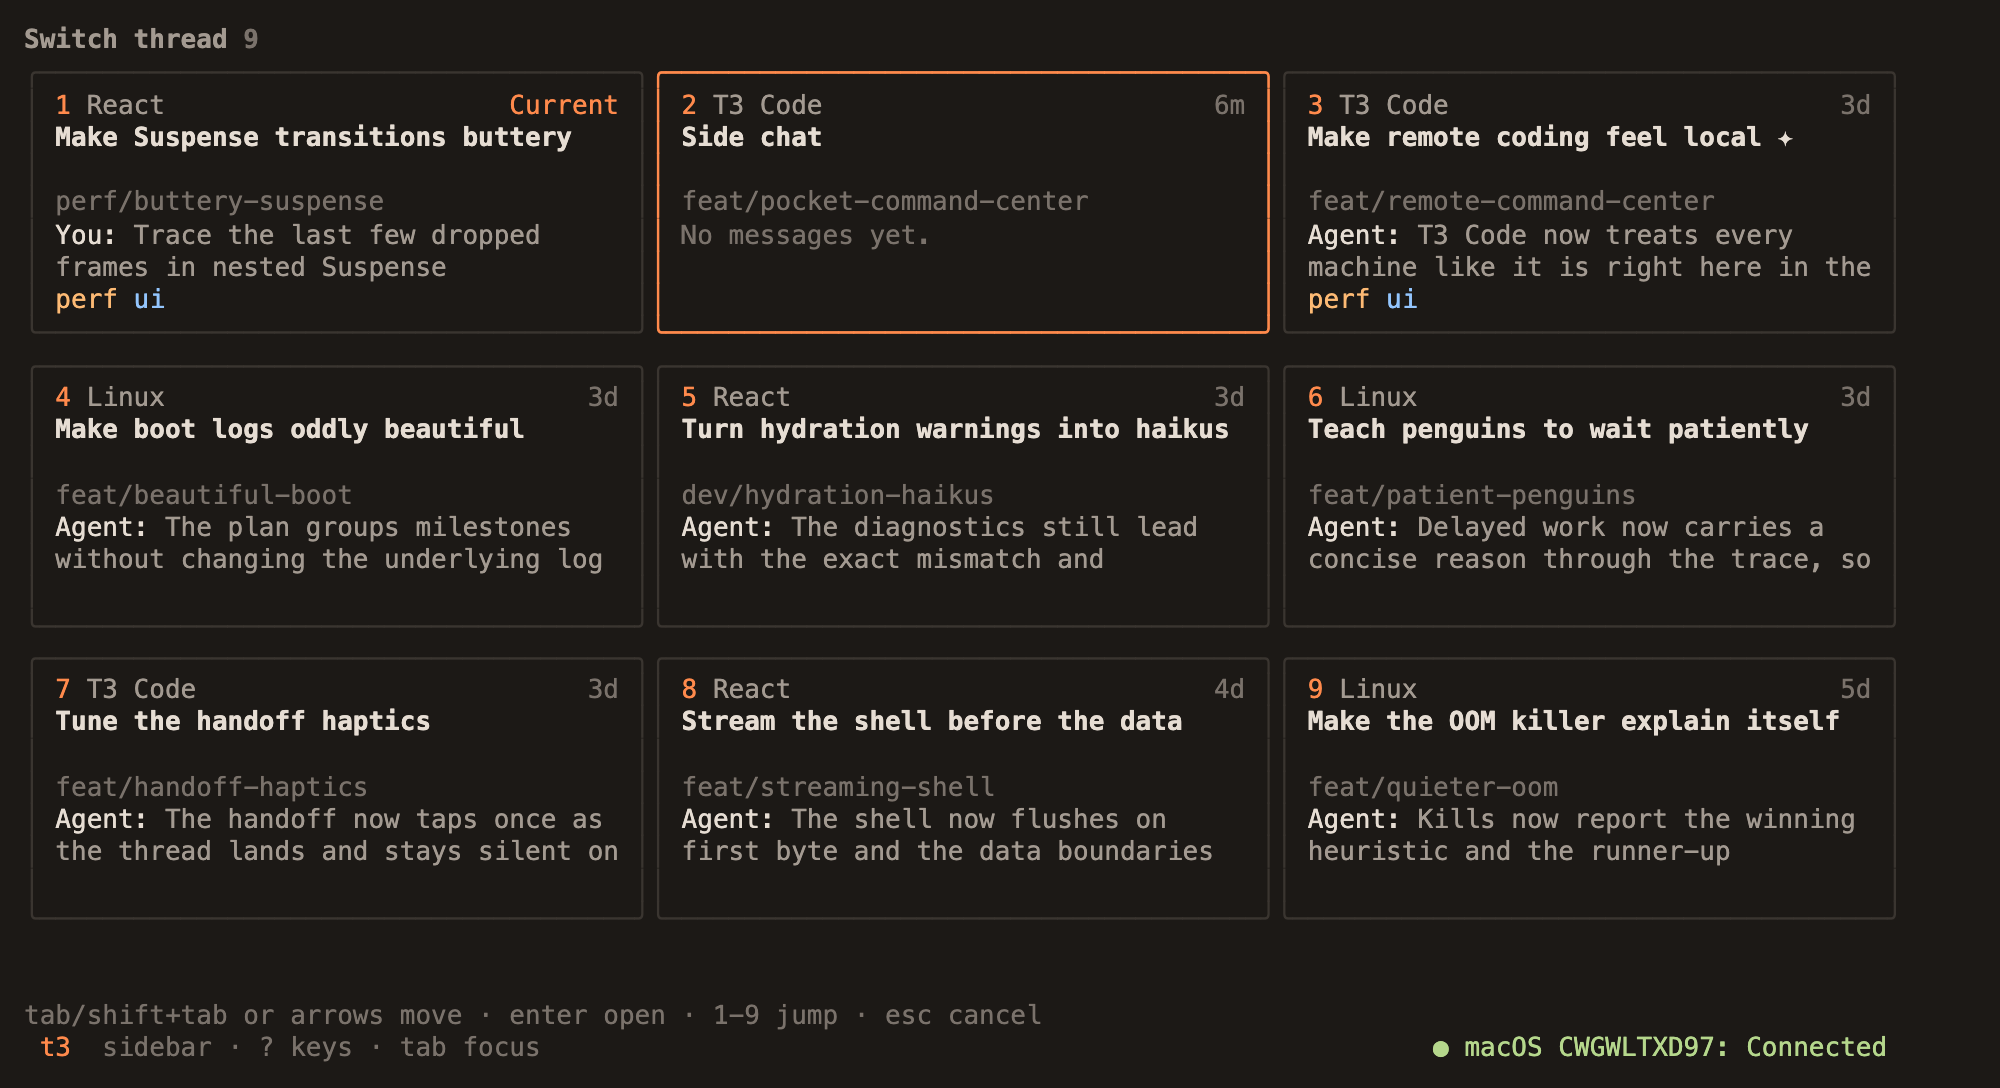 Switch thread 9
1 React Current
Make Suspense transitions buttery
perf/buttery-suspense
You: Trace the last few dropped
frames in nested Suspense
perf ui
2 T3 Code 6m
Side chat
feat/pocket-command-center
No messages yet.
3 T3 Code 3d
Make remote coding feel local ✦
feat/remote-command-center
Agent: T3 Code now treats every
machine like it is right here in the
perf ui
4 Linux 3d
Make boot logs oddly beautiful
feat/beautiful-boot
Agent: The plan groups milestones
without changing the underlying log
5 React 3d
Turn hydration warnings into haikus
dev/hydration-haikus
Agent: The diagnostics still lead
with the exact mismatch and
6 Linux 3d
Teach penguins to wait patiently
feat/patient-penguins
Agent: Delayed work now carries a
concise reason through the trace, so
7 T3 Code 3d
Tune the handoff haptics
feat/handoff-haptics
Agent: The handoff now taps once as
the thread lands and stays silent on
8 React 4d
Stream the shell before the data
feat/streaming-shell
Agent: The shell now flushes on
first byte and the data boundaries
9 Linux 5d
Make the OOM killer explain itself
feat/quieter-oom
Agent: Kills now report the winning
heuristic and the runner-up
tab/shift+tab or arrows move · enter open · 1-9 jump · esc cancel
t3 sidebar · ? keys · tab focus
● macOS CWGWLTXD97: Connected